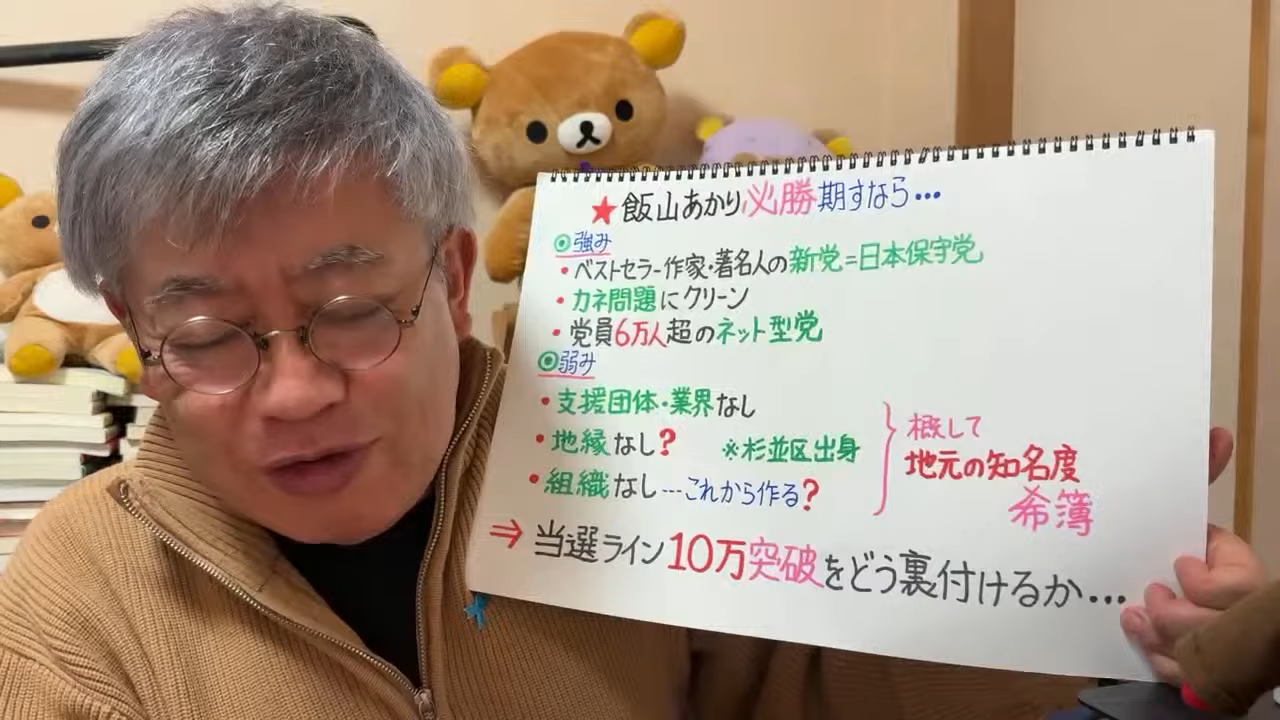 ★飯山あかり必勝期すなら…
◎強み
・ベストセラー作家・著名人の新党=日本保守党
・カネ問題にクリーン
・党員6万人超のネット型党
◎弱み
・支援団体・業界なし
・地縁なし? ※杉並区出身
・組織なし…これから作る?
概して
地元の知名度
希簿
⇒当選ライン10万突破をどう裏付けるか…